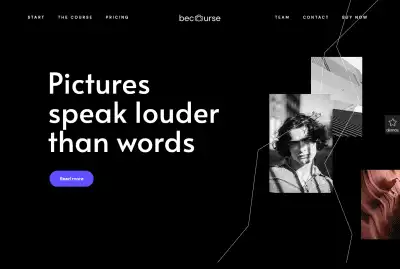 START THE COURSE PRICING becourse TEAM CONTACT BUY NOW
Pictures
speak louder
than words
Read more
demos